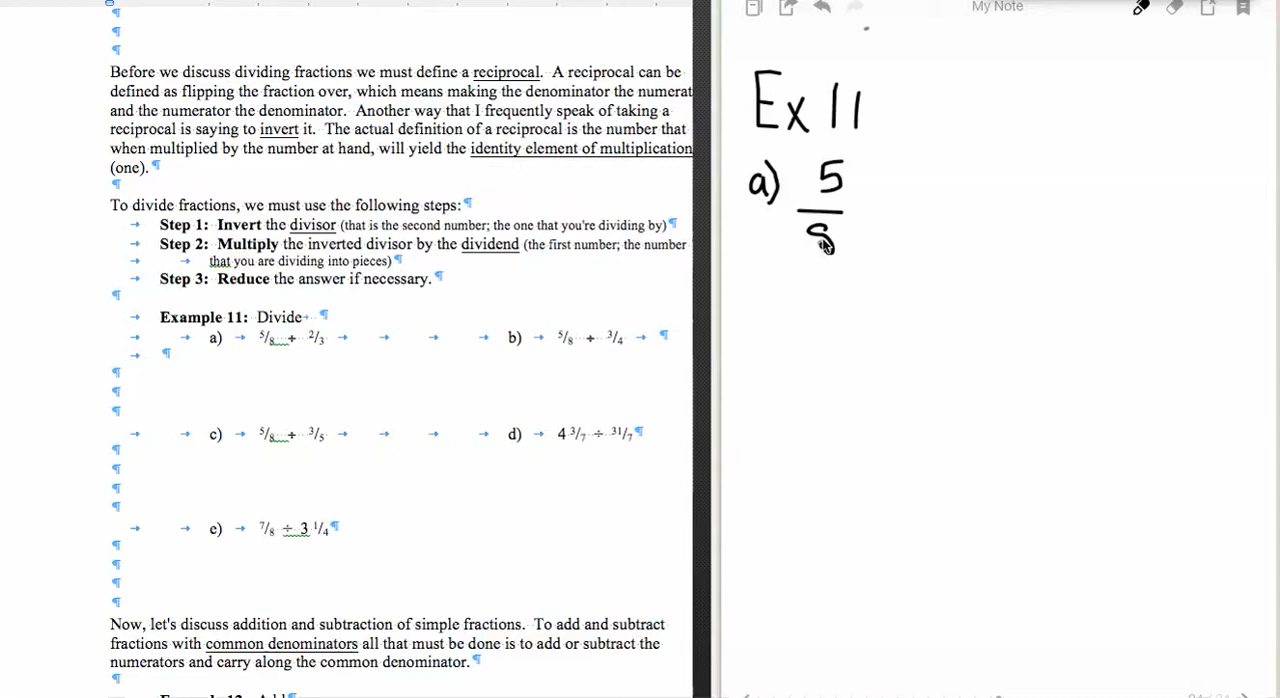 Before we discuss dividing fractions we must define a reciprocal. A reciprocal can be
defined as flipping the fraction over, which means making the denominator the numerat
and the numerator the denominator. Another way that I frequently speak of taking a
reciprocal is saying to invert it. The actual definition of a reciprocal is the number that
when multiplied by the number at hand, will yield the identity element of multiplication
(one). ¶
To divide fractions, we must use the following steps: ¶
Step 1: Invert the divisor (that is the second number; the one that you're dividing by) ¶
Step 2: Multiply the inverted divisor by the dividend (the first number; the number
that you are dividing into pieces) ¶
Step 3: Reduce the answer if necessary. ¶
Example 11: Divide ¶
a) 5/8 ÷ 2/3 b) 5/8 ÷ 3/4 ¶
c) 5/8 ÷ 3/5 d) 4 3/7 ÷ 31/7 ¶
e) 7/8 ÷ 3 1/4 ¶
Now, let's discuss addition and subtraction of simple fractions. To add and subtract
fractions with common denominators all that must be done is to add or subtract the
numerators and carry along the common denominator. ¶
My Note
Ex 11
a) 5
8